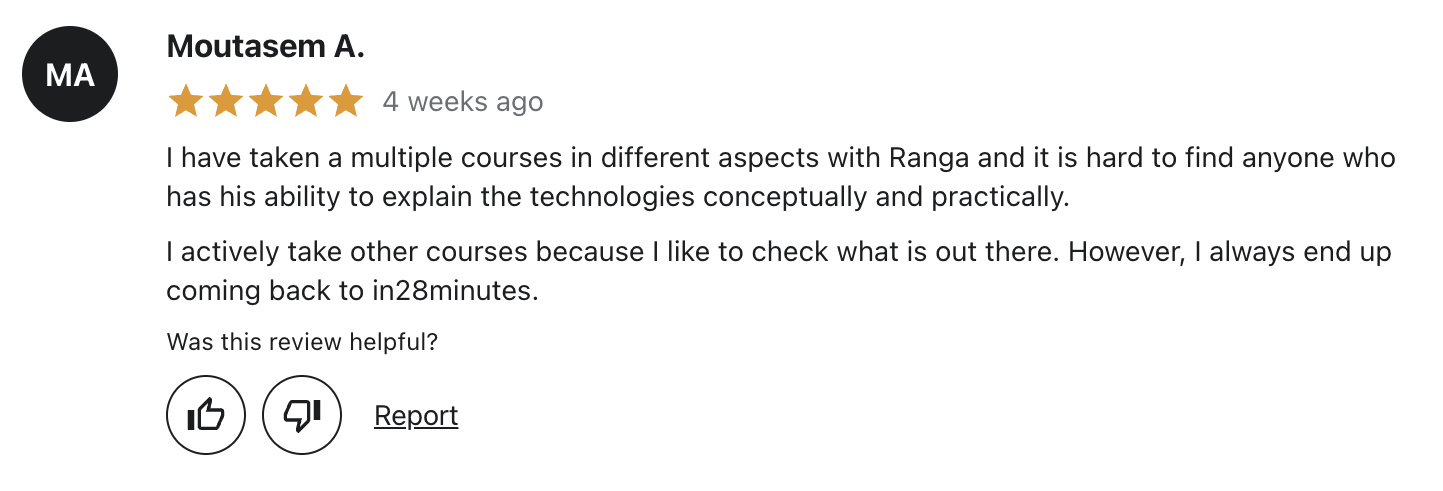 MA
Moutasem A.
4 weeks ago
I have taken a multiple courses in different aspects with Ranga and it is hard to find anyone who
has his ability to explain the technologies conceptually and practically.
I actively take other courses because I like to check what is out there. However, I always end up
coming back to in28minutes.
Was this review helpful?
Report